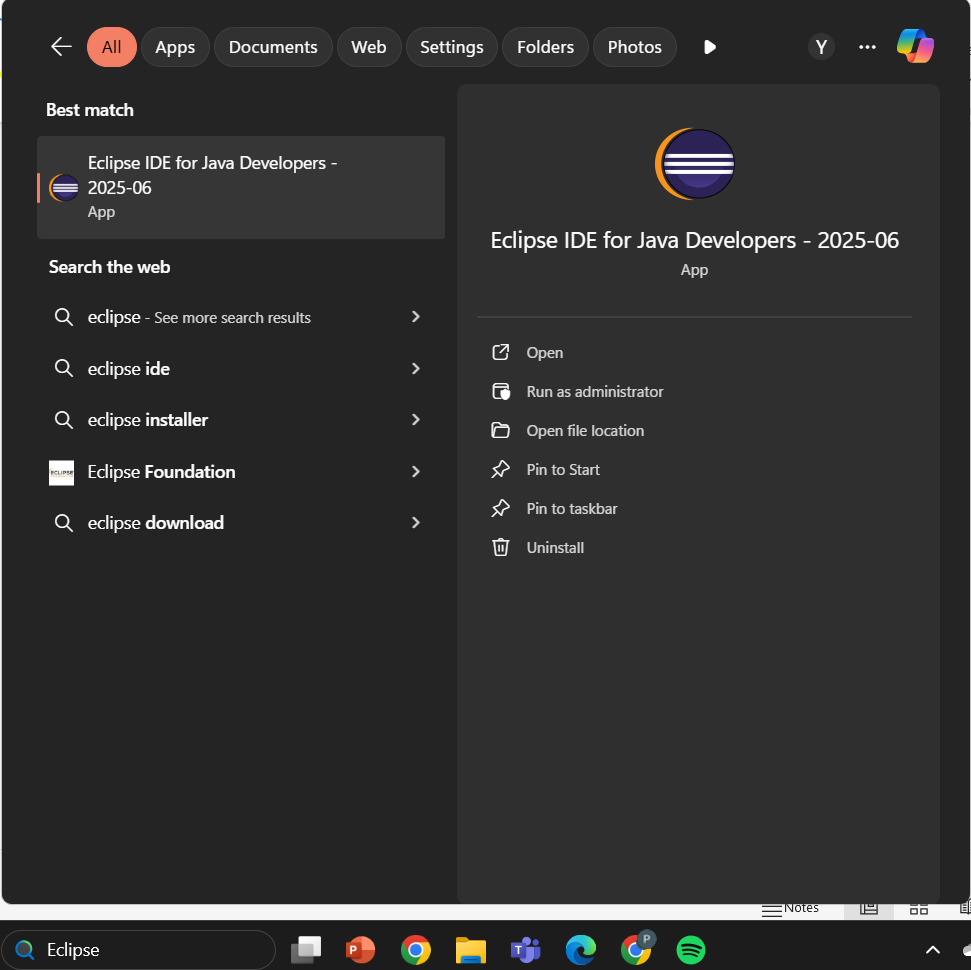 All Apps Documents Web Settings Folders Photos Y
Best match
Eclipse IDE for Java Developers -
2025-06
App
Search the web
eclipse - See more search results
eclipse ide
eclipse installer
ECLIPSE
Eclipse Foundation
eclipse download
Eclipse IDE for Java Developers - 2025-06
App
Open
Run as administrator
Open file location
Pin to Start
Pin to taskbar
Uninstall
Notes
Eclipse
P
T
P